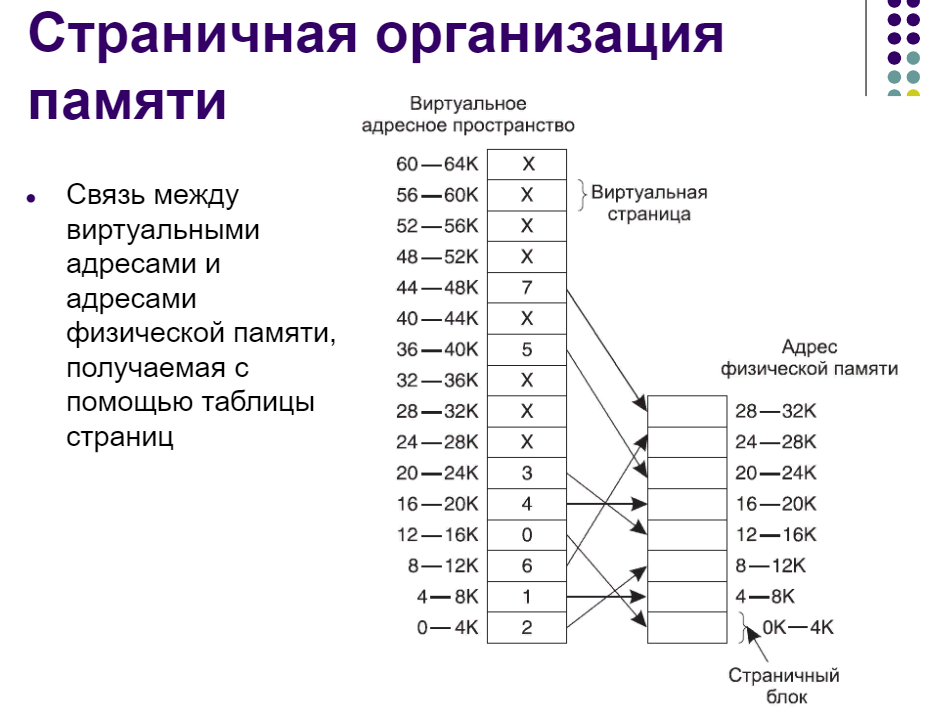 Страничная организация
памяти
Связь между
виртуальными
адресами и
адресами
физической памяти,
получаемая с
помощью таблицы
страниц
Виртуальное
адресное пространство
60—64K X
56—60K X
52—56K X
48—52K X
44—48K 7
40—44K X
36—40K 5
32—36K X
28—32K X
24—28K X
20—24K 3
16—20K 4
12—16K 0
8—12K 6
4—8K 1
0—4K 2
Виртуальная
страница
Адрес
физической памяти
28—32K
24—28K
20—24K
16—20K
12—16K
8—12K
4—8K
0K—4K
Страничный
блок